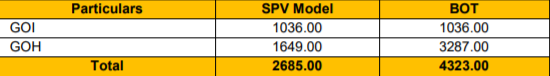 Particulars SPV Model BOT
GOI 1036.00 1036.00
GOH 1649.00 3287.00
Total 2685.00 4323.00